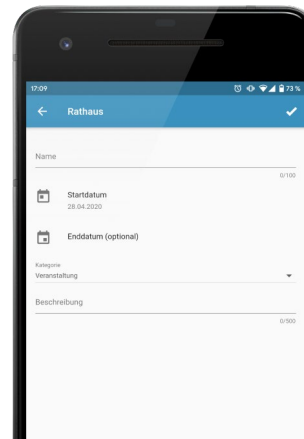 17:09
73 %
Rathaus
Name
0/100
Startdatum
28.04.2020
Enddatum (optional)
Kategorie
Veranstaltung
Beschreibung
0/500